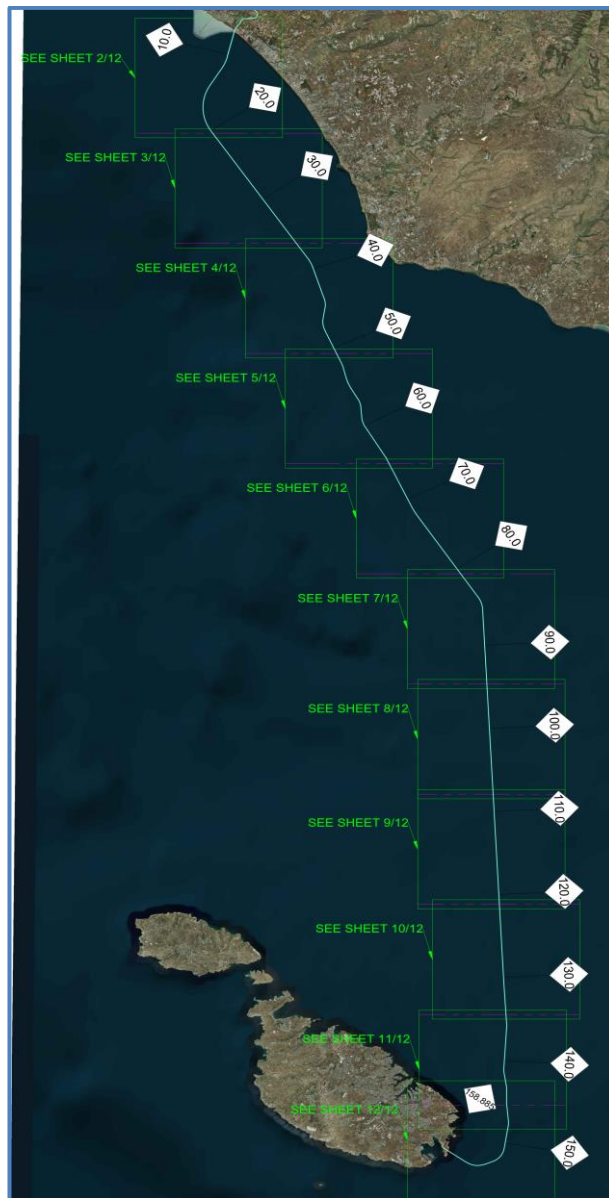 10.0
SEE SHEET 2/12
20.0
SEE SHEET 3/12
30.0
40.0
SEE SHEET 4/12
50.0
SEE SHEET 5/12
60.0
70.0
SEE SHEET 6/12
80.0
SEE SHEET 7/12
90.0
SEE SHEET 8/12
100.0
110.0
SEE SHEET 9/12
120.0
SEE SHEET 10/12
130.0
SEE SHEET 11/12
140.0
158.885
SEE SHEET 12/12
150.0